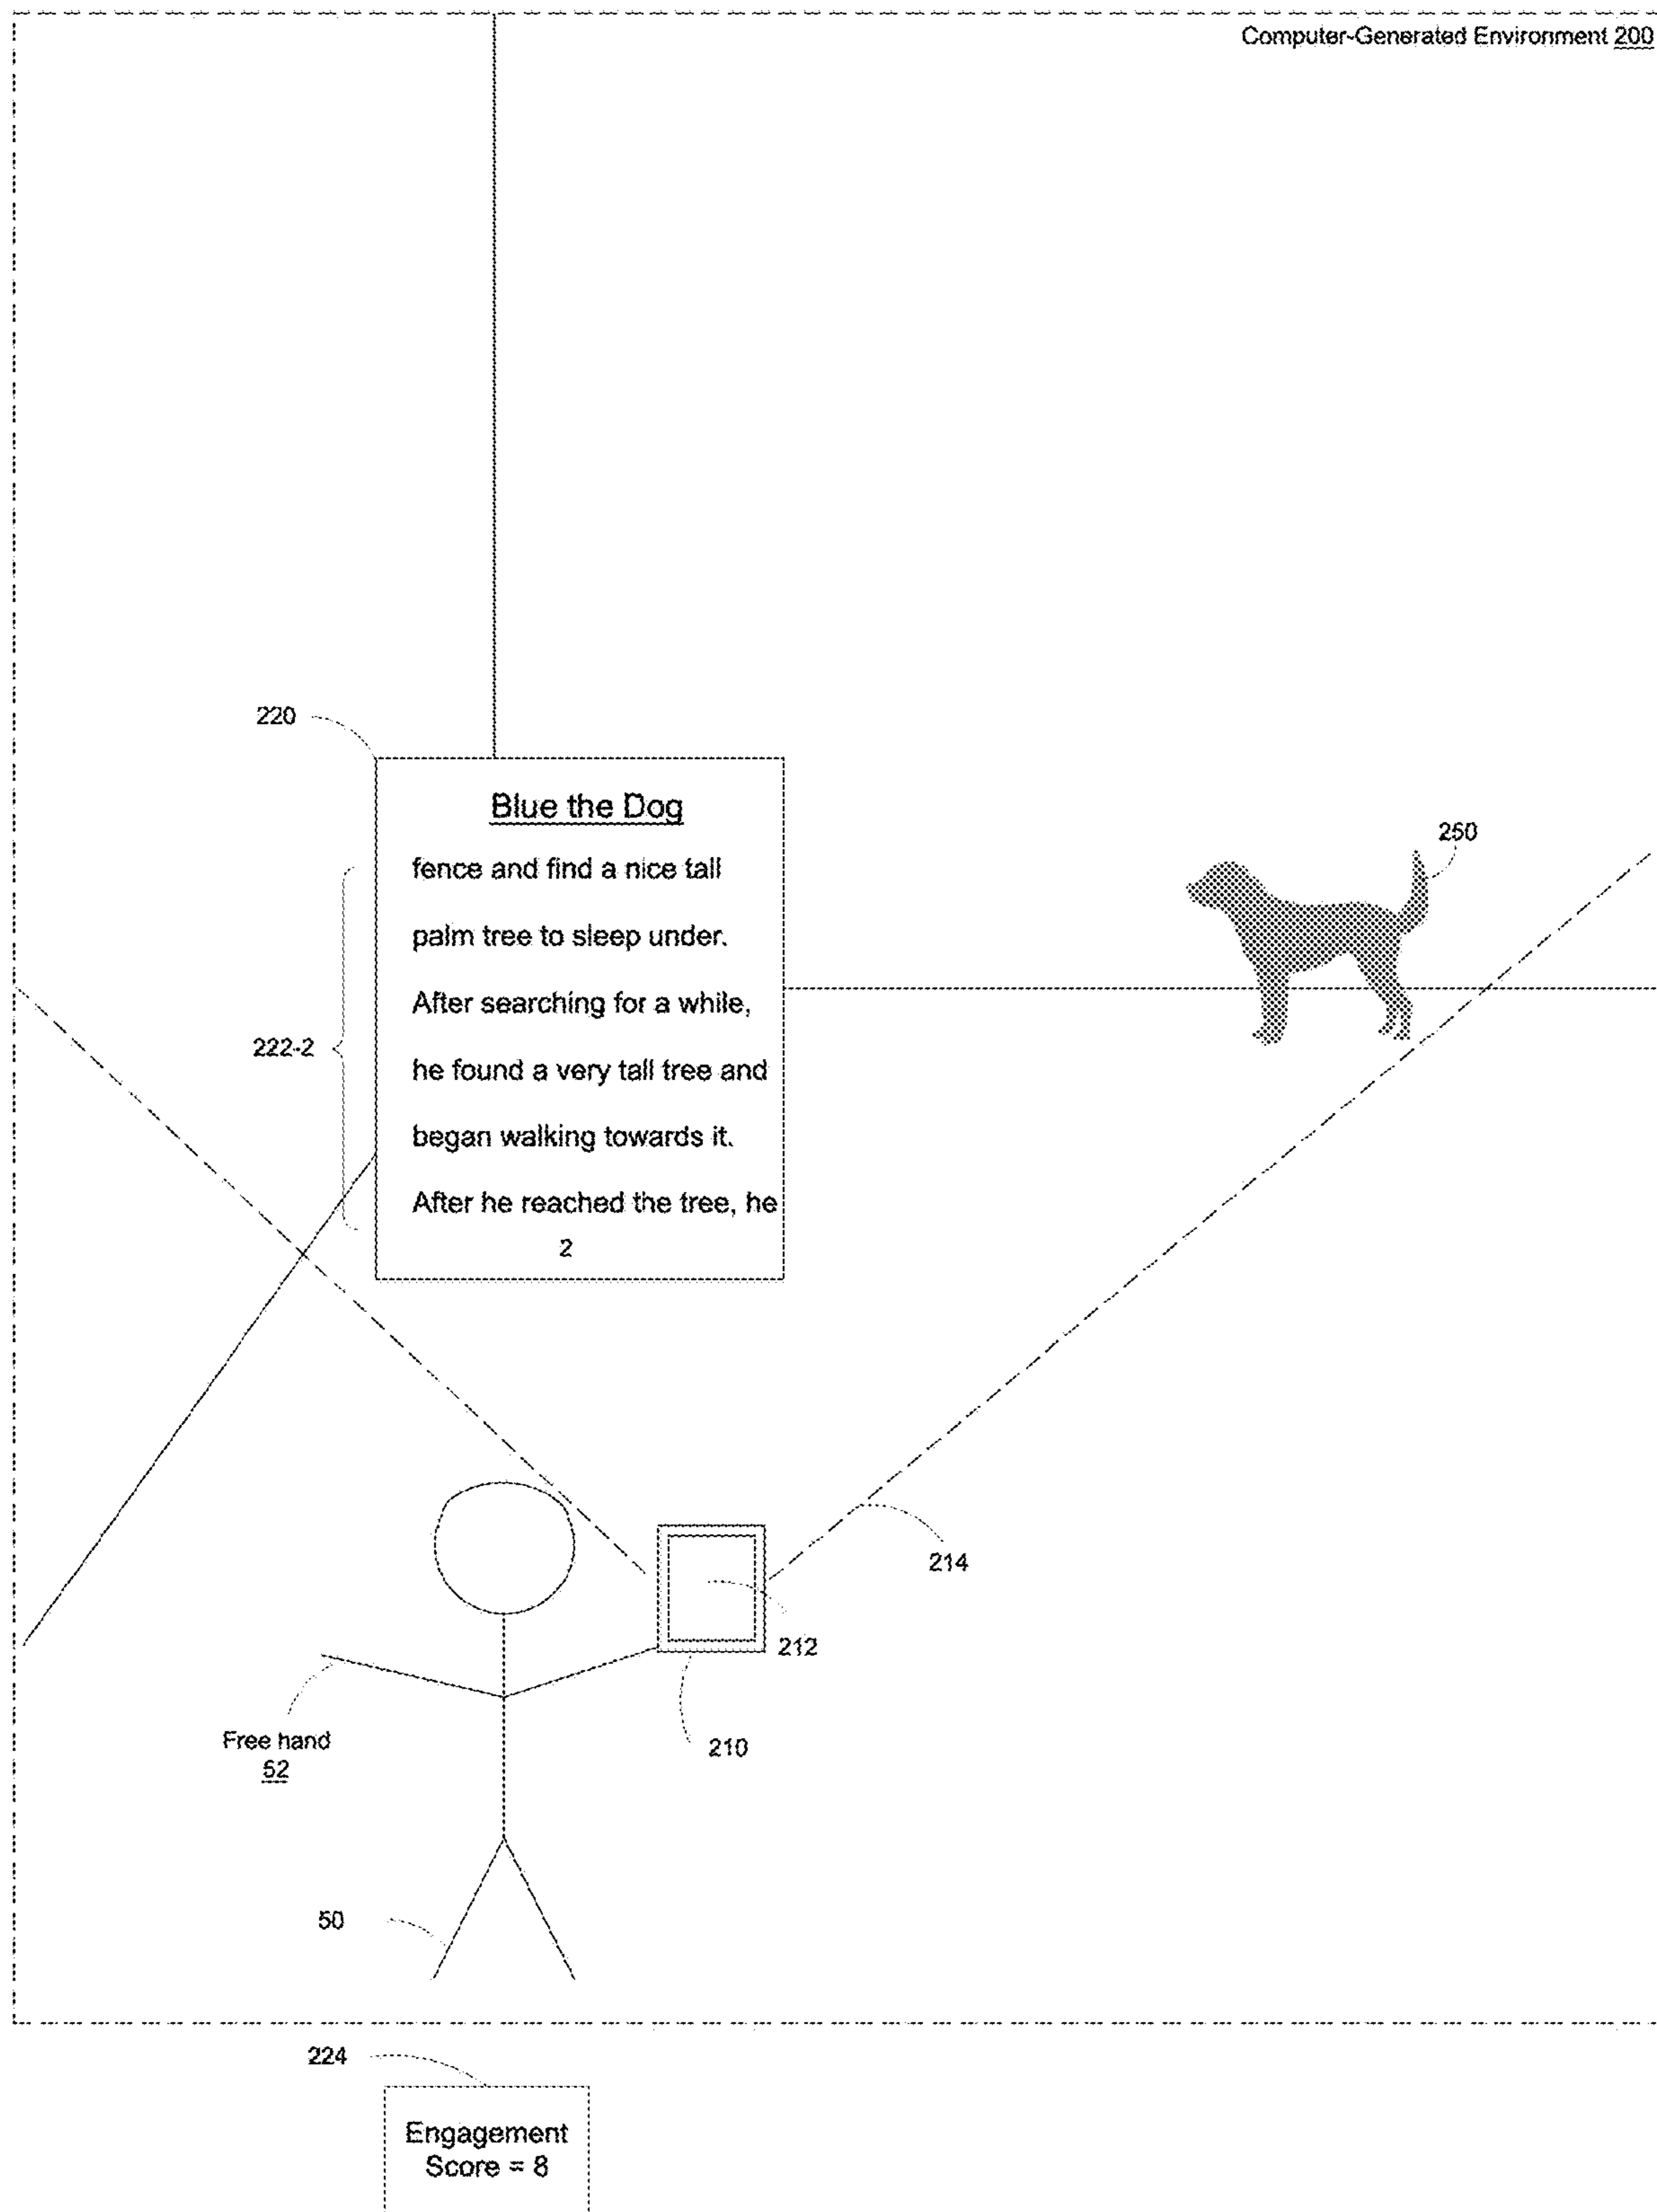 Computer-Generated Environment 200
220
Blue the Dog
fence and find a nice tall
palm tree to sleep under.
After searching for a while,
he found a very tall tree and
began walking towards it.
After he reached the tree, he
2
222-2
250
214
212
210
Free hand
52
50
224
Engagement
Score = 8